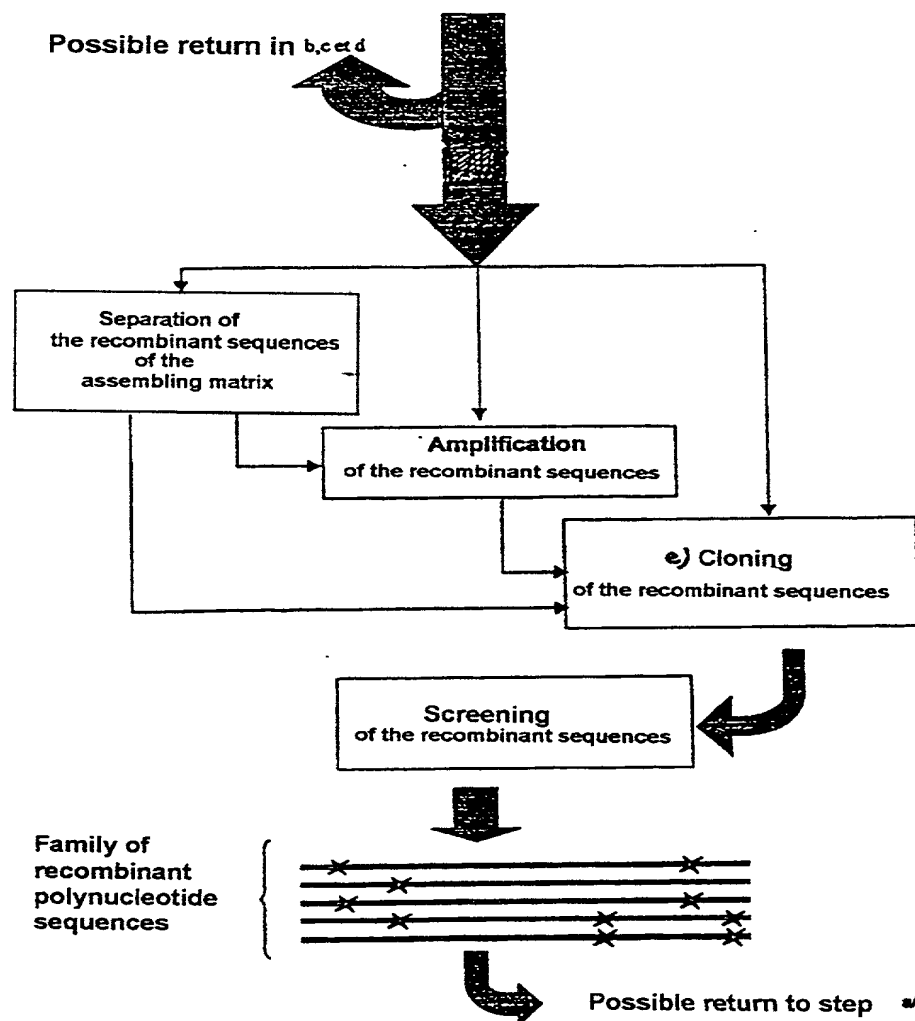 Possible return in b,c et d
Separation of
the recombinant sequences
of the
assembling matrix
Amplification
of the recombinant sequences
e) Cloning
of the recombinant sequences
Screening
of the recombinant sequences
Family of
recombinant
polynucleotide
sequences
Possible return to step